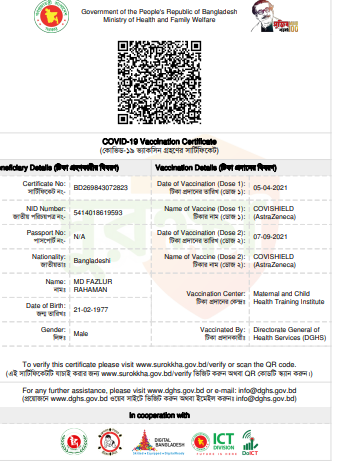 Government of the People's Republic of Bangladesh
Ministry of Health and Family Welfare
COVID-19 Vaccination Certificate
(কোভিড-১৯ ভ্যাকসিন গ্রহণের সার্টিফিকেট)
neficiary Details (টিকা গ্রহণকারীর বিবরণ)
Vaccination Details (টিকা প্রদানের বিবরণ)
Certificate No: BD269843072823
সার্টিফিকেট নং:
Date of Vaccination (Dose 1): 05-04-2021
টিকা প্রদানের তারিখ (ডোজ ১):
NID Number: 5414018619593
জাতীয় পরিচয়পত্র নং:
Name of Vaccine (Dose 1): COVISHIELD
টিকার নাম (ডোজ ১): (AstraZeneca)
Passport No: N/A
পাসপোর্ট নং:
Date of Vaccination (Dose 2): 07-09-2021
টিকা প্রদানের তারিখ (ডোজ ২):
Nationality: Bangladeshi
জাতীয়তা:
Name of Vaccine (Dose 2): COVISHIELD
টিকার নাম (ডোজ ২): (AstraZeneca)
Name: MD FAZLUR
নাম: RAHAMAN
Vaccination Center: Maternal and Child
টিকা প্রদানের কেন্দ্র: Health Training Institute
Date of Birth: 21-02-1977
জন্ম তারিখ:
Gender: Male
লিঙ্গ:
Vaccinated By: Directorate General of
টিকা প্রদানকারী: Health Services (DGHS)
To verify this certificate please visit www.surokkha.gov.bd/verify or scan the QR code.
(এই সার্টিফিকেটটি যাচাই করার জন্য www.surokkha.gov.bd/verify ভিজিট করুন অথবা QR কোডটি স্ক্যান করুন।)
For any further assistance, please visit www.dghs.gov.bd or e-mail: info@dghs.gov.bd
(প্রয়োজনে www.dghs.gov.bd ওয়েব সাইটে ভিজিট করুন অথবা ইমেইল করুনঃ info@dghs.gov.bd)
In cooperation with
DIGITAL
BANGLADESH
ICT
DIVISION
DoICT